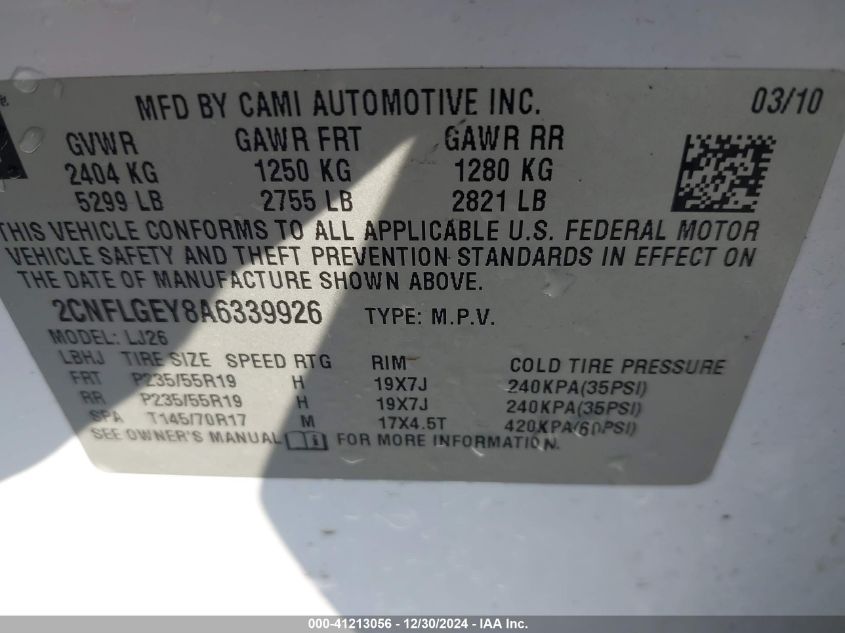 MFD BY CAMI AUTOMOTIVE INC. 03/10
GVWR GAWR FRT GAWR RR
2404 KG 1250 KG 1280 KG
5299 LB 2755 LB 2821 LB
THIS VEHICLE CONFORMS TO ALL APPLICABLE U.S. FEDERAL MOTOR
VEHICLE SAFETY AND THEFT PREVENTION STANDARDS IN EFFECT ON
THE DATE OF MANUFACTURE SHOWN ABOVE.
2CNFLGEY8A6339926 TYPE: M.P.V.
MODEL: LJ26
LBHJ TIRE SIZE SPEED RTG RIM COLD TIRE PRESSURE
FRT P235/55R19 H 19X7J 240KPA(35PSI)
RR P235/55R19 H 19X7J 240KPA(35PSI)
SPA T145/70R17 M 17X4.5T 420KPA(60PSI)
SEE OWNER'S MANUAL FOR MORE INFORMATION.
000-41213056 - 12/30/2024 - IAA Inc.